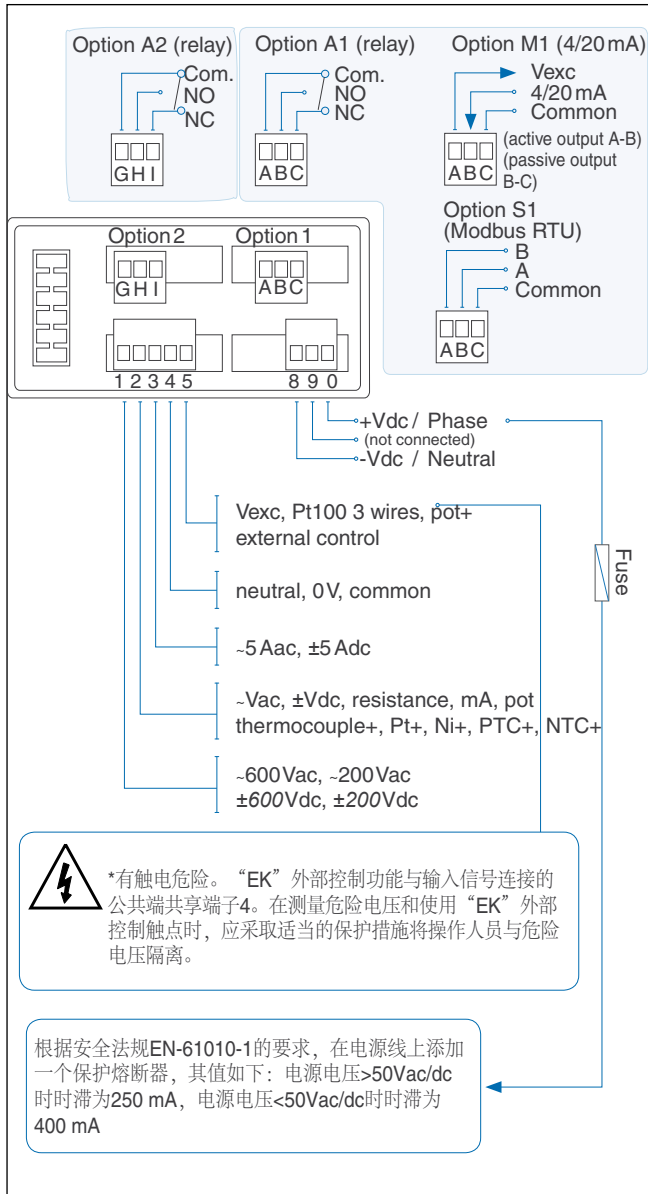 Option A2 (relay)
Com.
NO
NC
GHI
Option A1 (relay)
Com.
NO
NC
ABC
Option M1 (4/20 mA)
Vexc
4/20 mA
Common
(active output A-B)
(passive output
B-C)
ABC
Option S1
(Modbus RTU)
B
A
Common
ABC
Option 2
GHI
Option 1
ABC
1 2 3 4 5
8 9 0
+Vdc / Phase
(not connected)
-Vdc / Neutral
Fuse
Vexc, Pt100 3 wires, pot+
external control
neutral, 0V, common
~5 Aac, ±5 Adc
~Vac, ±Vdc, resistance, mA, pot
thermocouple+, Pt+, Ni+, PTC+, NTC+
~600Vac, ~200Vac
±600Vdc, ±200Vdc
*有触电危险。“EK”外部控制功能与输入信号连接的
公共端共享端子4。在测量危险电压和使用“EK”外部
控制触点时，应采取适当的保护措施将操作人员与危险
电压隔离。
根据安全法规EN-61010-1的要求，在电源线上添加
一个保护熔断器，其值如下：电源电压>50Vac/dc
时时滞为250 mA，电源电压<50Vac/dc时时滞为
400 mA